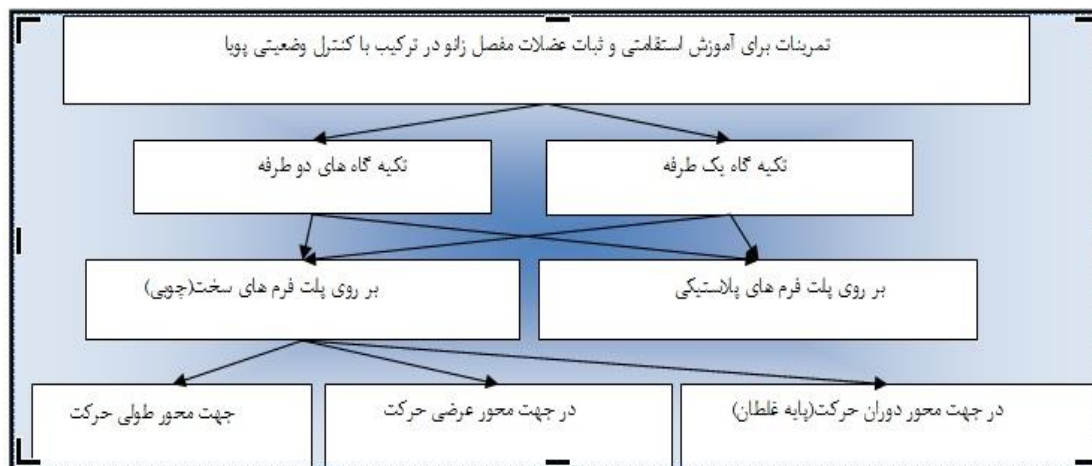 تمرینات برای آموزش استقامتی و ثبات عضلات مفصل زانو در ترکیب با کنترل وضعیتی پویا
تکیه گاه یک طرفه
تکیه گاه های دو طرفه
بر روی پلت فرم های پلاستیکی
بر روی پلت فرم های سخت(چوبی)
در جهت محور دوران حرکت(پایه غلطان)
در جهت محور عرضی حرکت
جهت محور طولی حرکت